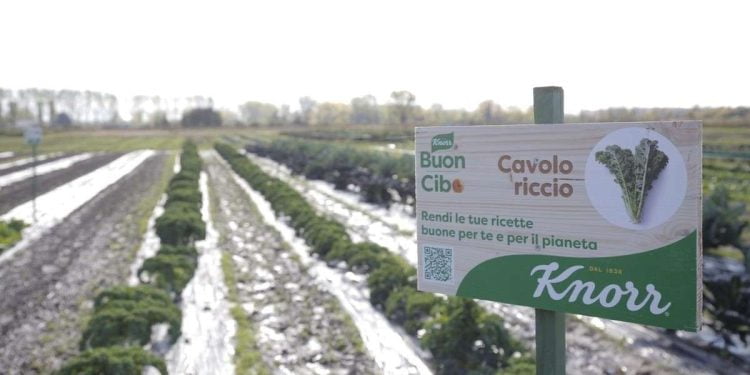 Knorr
Buon
Cibo
Cavolo
riccio
Rendi le tue ricette
buone per te e per il pianeta
DAL 1838
Knorr